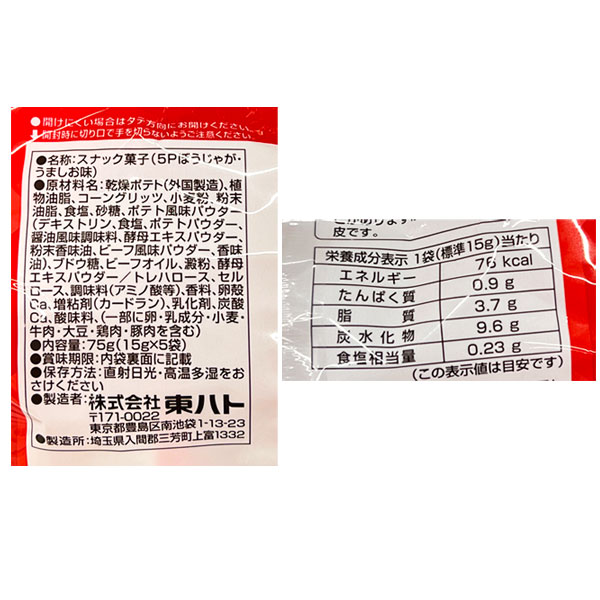 ●開けにくい場合はタテ方向にお開けください。
↓開封時に切り口で手を切らないようご注意ください。
●名称:スナック菓子(5Pぼうじゃが・
うましお味)
●原材料名:乾燥ポテト(外国製造)、植
物油脂、コーングリッツ、小麦粉、粉末
油脂、食塩、砂糖、ポテト風味パウダー
(デキストリン、食塩、ポテトパウダー、
醤油風味調味料、酵母エキスパウダー、
粉末香味油、ビーフ風味パウダー、香味
油)、ブドウ糖、ビーフオイル、澱粉、酵母
エキスパウダー/トレハロース、セル
ロース、調味料(アミノ酸等)、香料、卵殻
Ca、増粘剤(カードラン)、乳化剤、炭酸
Ca、酸味料、(一部に卵・乳成分・小麦・
牛肉・大豆・鶏肉・豚肉を含む)
●内容量:75g(15g×5袋)
●賞味期限:内袋裏面に記載
●保存方法:直射日光・高温多湿をお
さけください
●製造者:株式会社 東ハト
〒171-0022
東京都豊島区南池袋1-13-23
●製造所:埼玉県入間郡三芳町上富1332
皮です。
栄養成分表示 1袋(標準15g)当たり
エネルギー 76 kcal
たんぱく質 0.9 g
脂質 3.7 g
炭水化物 9.6 g
食塩相当量 0.23 g
(この表示値は目安です)